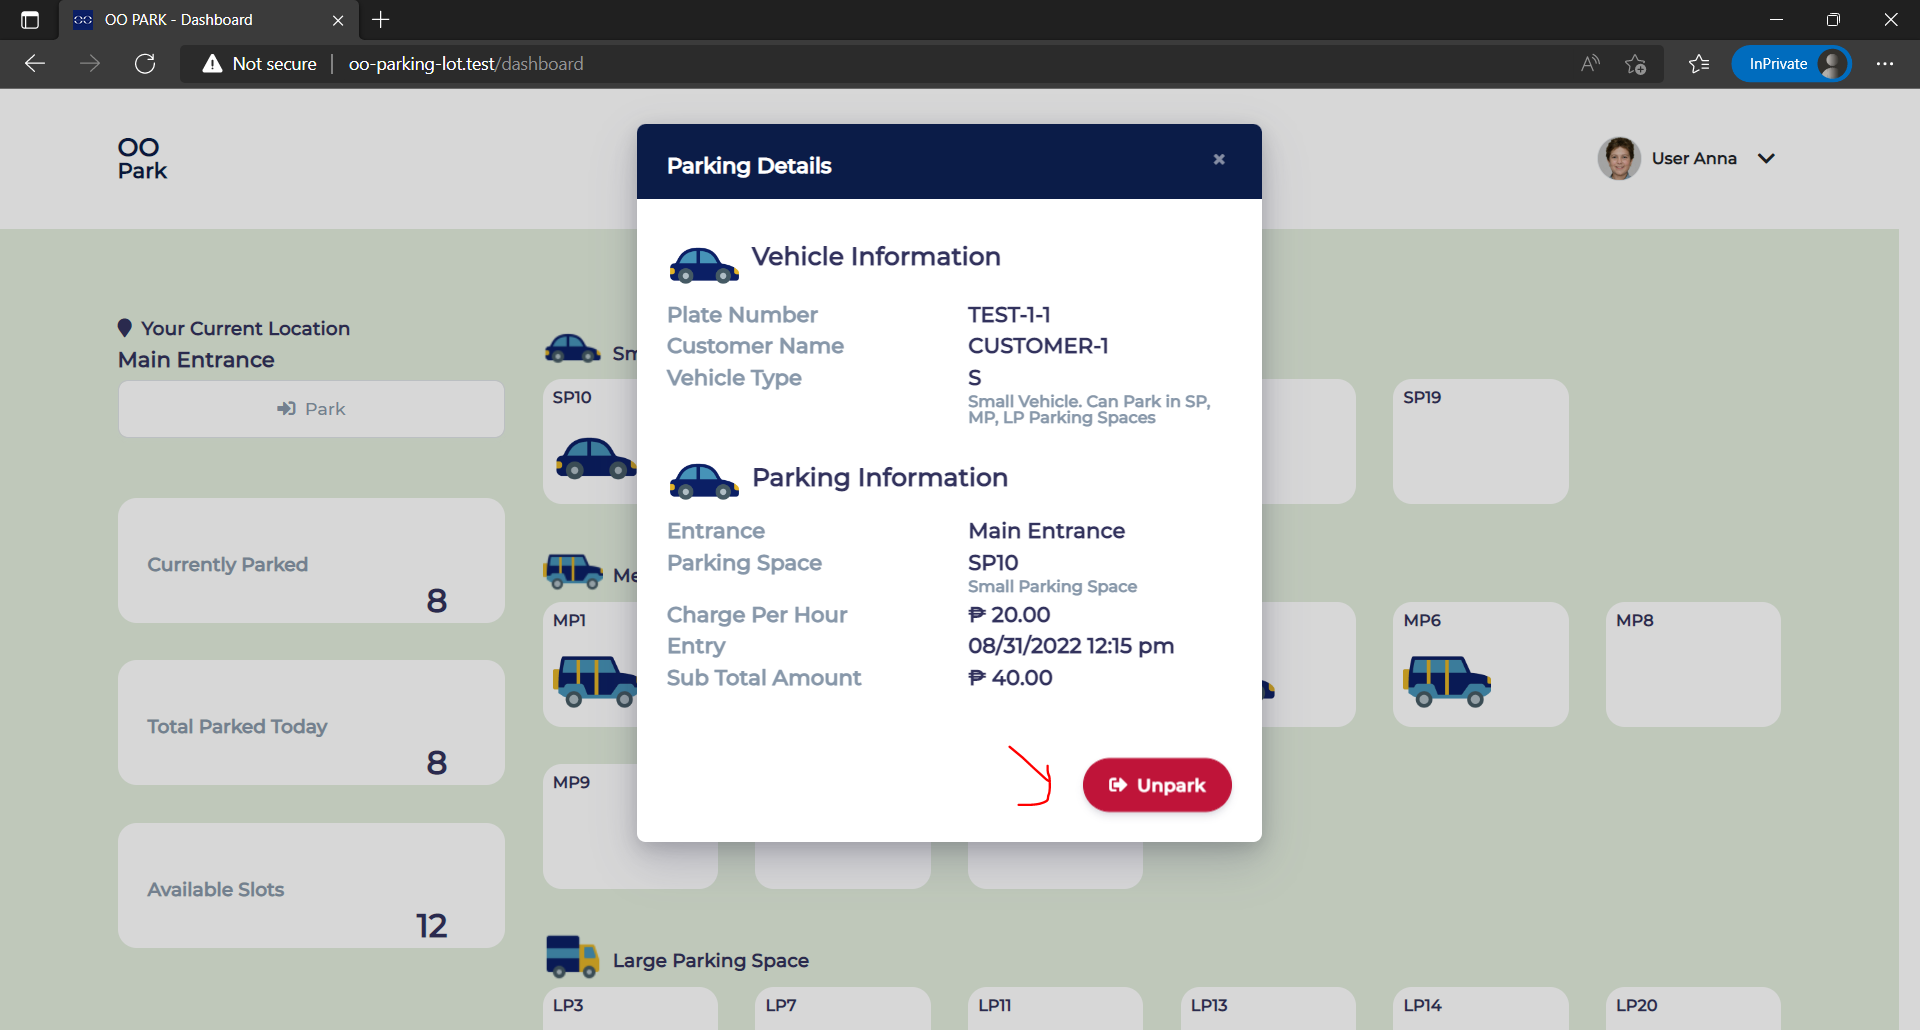 OO PARK - Dashboard
Not secure
oo-parking-lot.test/dashboard
InPrivate
OO
Park
User Anna
Parking Details
Vehicle Information
Plate Number TEST-1-1
Customer Name CUSTOMER-1
Vehicle Type S
Small Vehicle. Can Park in SP,
MP, LP Parking Spaces
Parking Information
Entrance Main Entrance
Parking Space SP10
Small Parking Space
Charge Per Hour ₱ 20.00
Entry 08/31/2022 12:15 pm
Sub Total Amount ₱ 40.00
Unpark
Your Current Location
Main Entrance
Park
Currently Parked
8
Total Parked Today
8
Available Slots
12
SP10 SP19
MP1 MP6 MP8
MP9
Large Parking Space
LP3 LP7 LP11 LP13 LP14 LP20